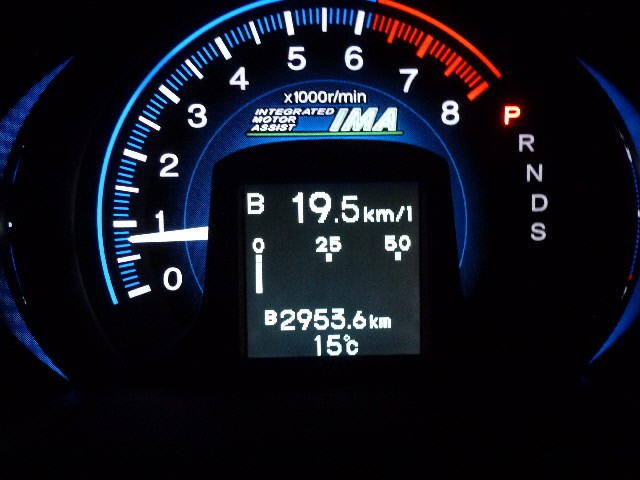 0
1
2
3
4
5
6
7
8
x1000r/min
INTEGRATED
MOTOR
ASSIST
IMA
P
R
N
D
S
B 19.5km/l
0 25 50
B2953.6km
15℃